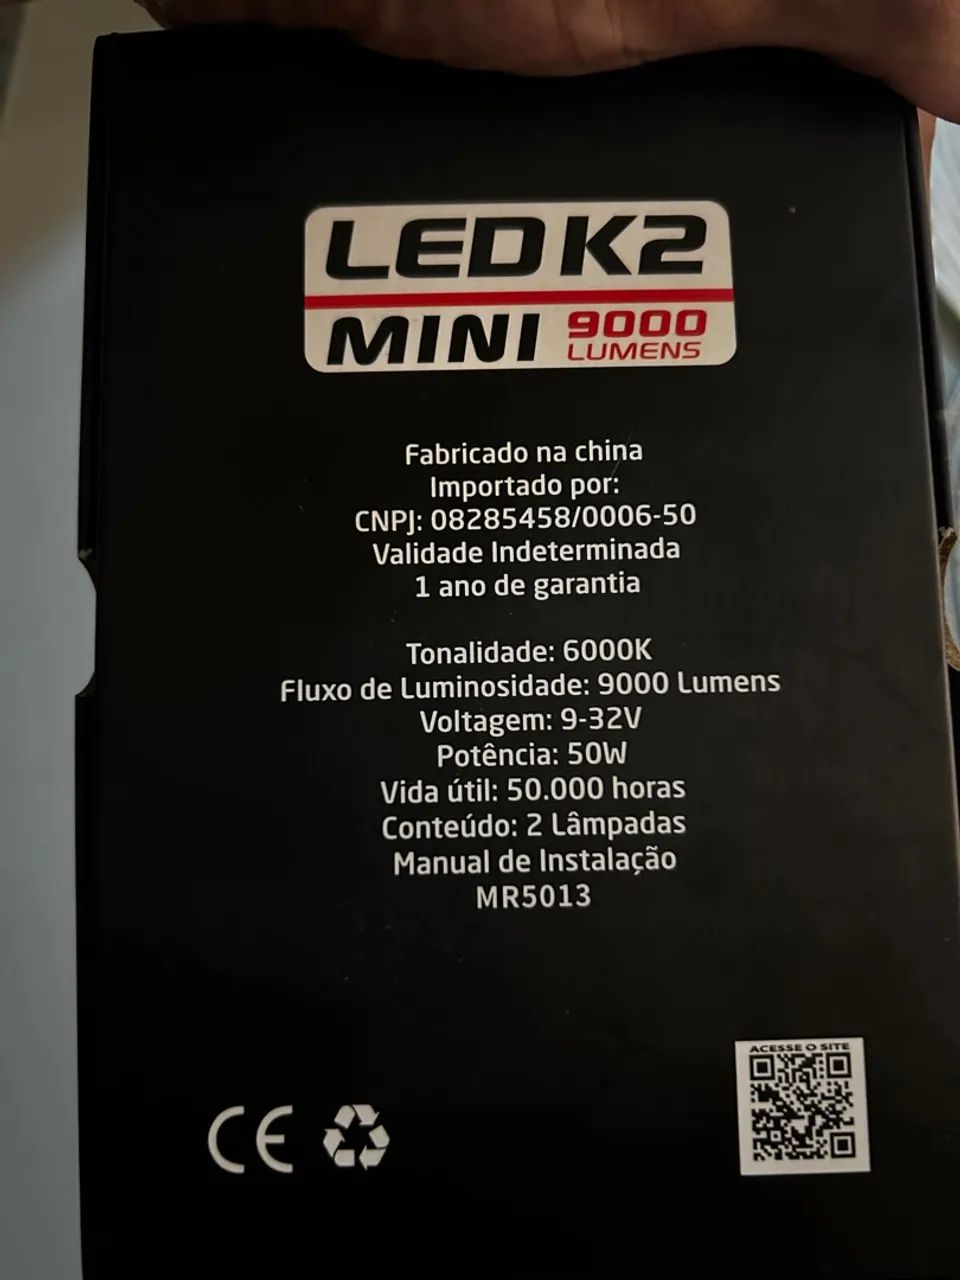 LED K2
MINI 9000 LUMENS
Fabricado na china
Importado por:
CNPJ: 08285458/0006-50
Validade Indeterminada
1 ano de garantia
Tonalidade: 6000K
Fluxo de Luminosidade: 9000 Lumens
Voltagem: 9-32V
Potência: 50W
Vida útil: 50.000 horas
Conteúdo: 2 Lâmpadas
Manual de Instalação
MR5013
ACESSE O SITE
CE